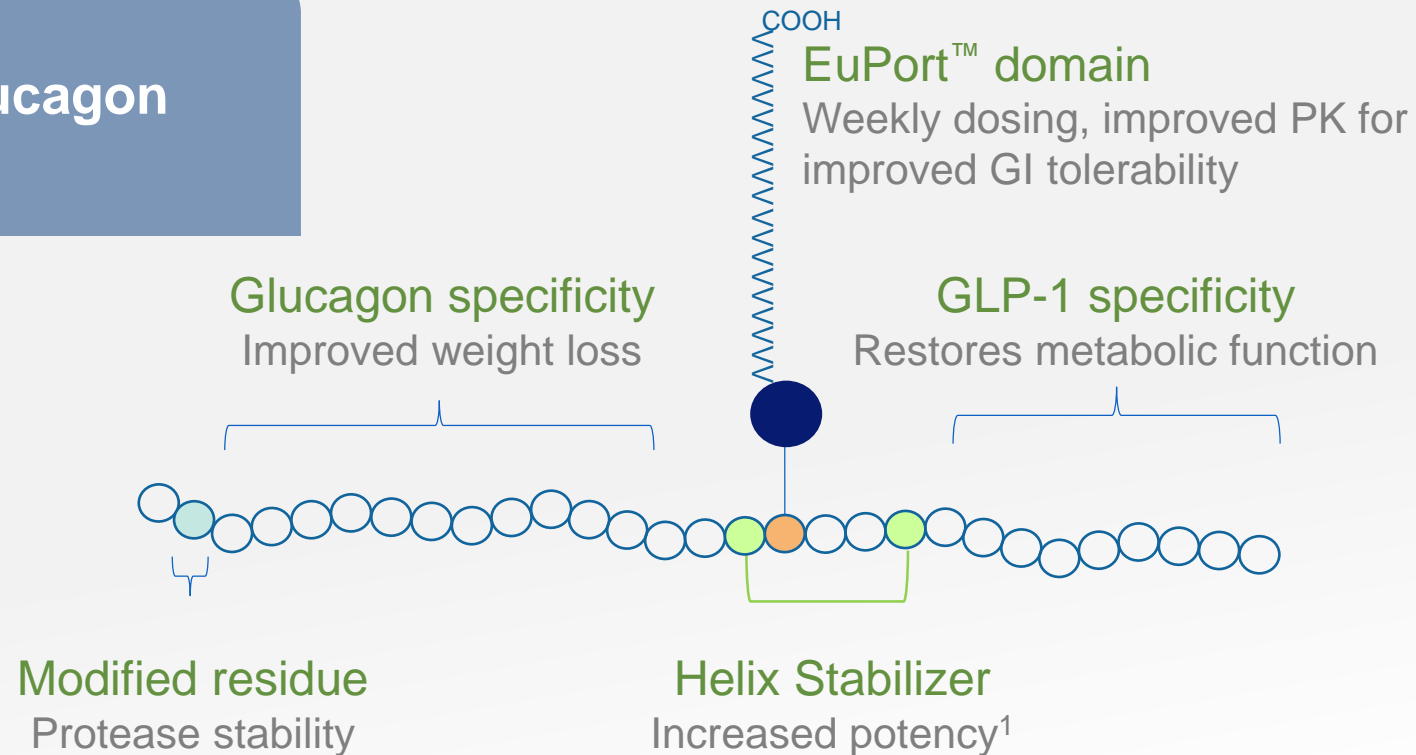 COOH
EuPort™ domain
Weekly dosing, improved PK for
improved GI tolerability
Glucagon specificity
Improved weight loss
GLP-1 specificity
Restores metabolic function
Modified residue
Protease stability
Helix Stabilizer
Increased potency1